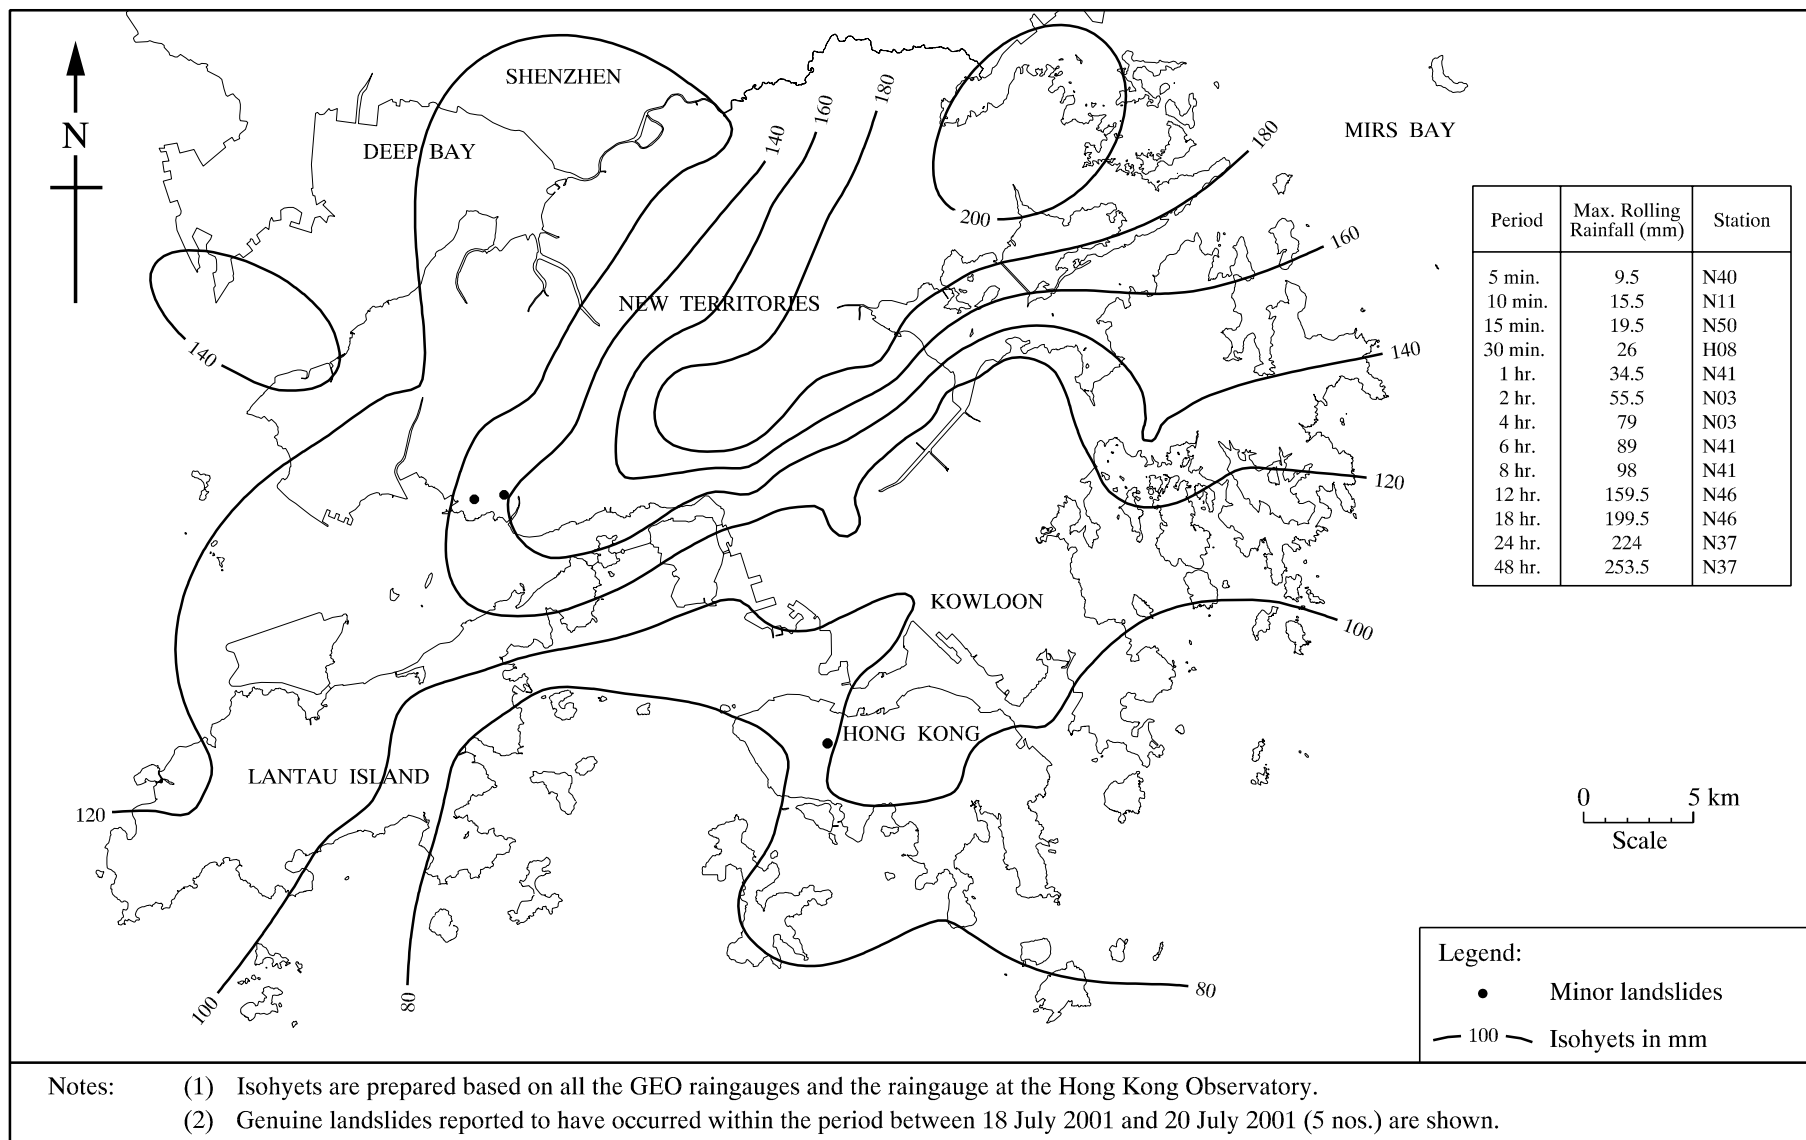 SHENZHEN
180
160
140
N
DEEP BAY
MIRS BAY
180
200
160
NEW TERRITORIES
140
140
120
KOWLOON
100
HONG KONG
LANTAU ISLAND
120
100
80
80
Period Max. Rolling Rainfall (mm) Station
5 min. 9.5 N40
10 min. 15.5 N11
15 min. 19.5 N50
30 min. 26 H08
1 hr. 34.5 N41
2 hr. 55.5 N03
4 hr. 79 N03
6 hr. 89 N41
8 hr. 98 N41
12 hr. 159.5 N46
18 hr. 199.5 N46
24 hr. 224 N37
48 hr. 253.5 N37
0 5 km
Scale
Legend:
Minor landslides
100 Isohyets in mm
Notes: (1) Isohyets are prepared based on all the GEO raingauges and the raingauge at the Hong Kong Observatory.
(2) Genuine landslides reported to have occurred within the period between 18 July 2001 and 20 July 2001 (5 nos.) are shown.